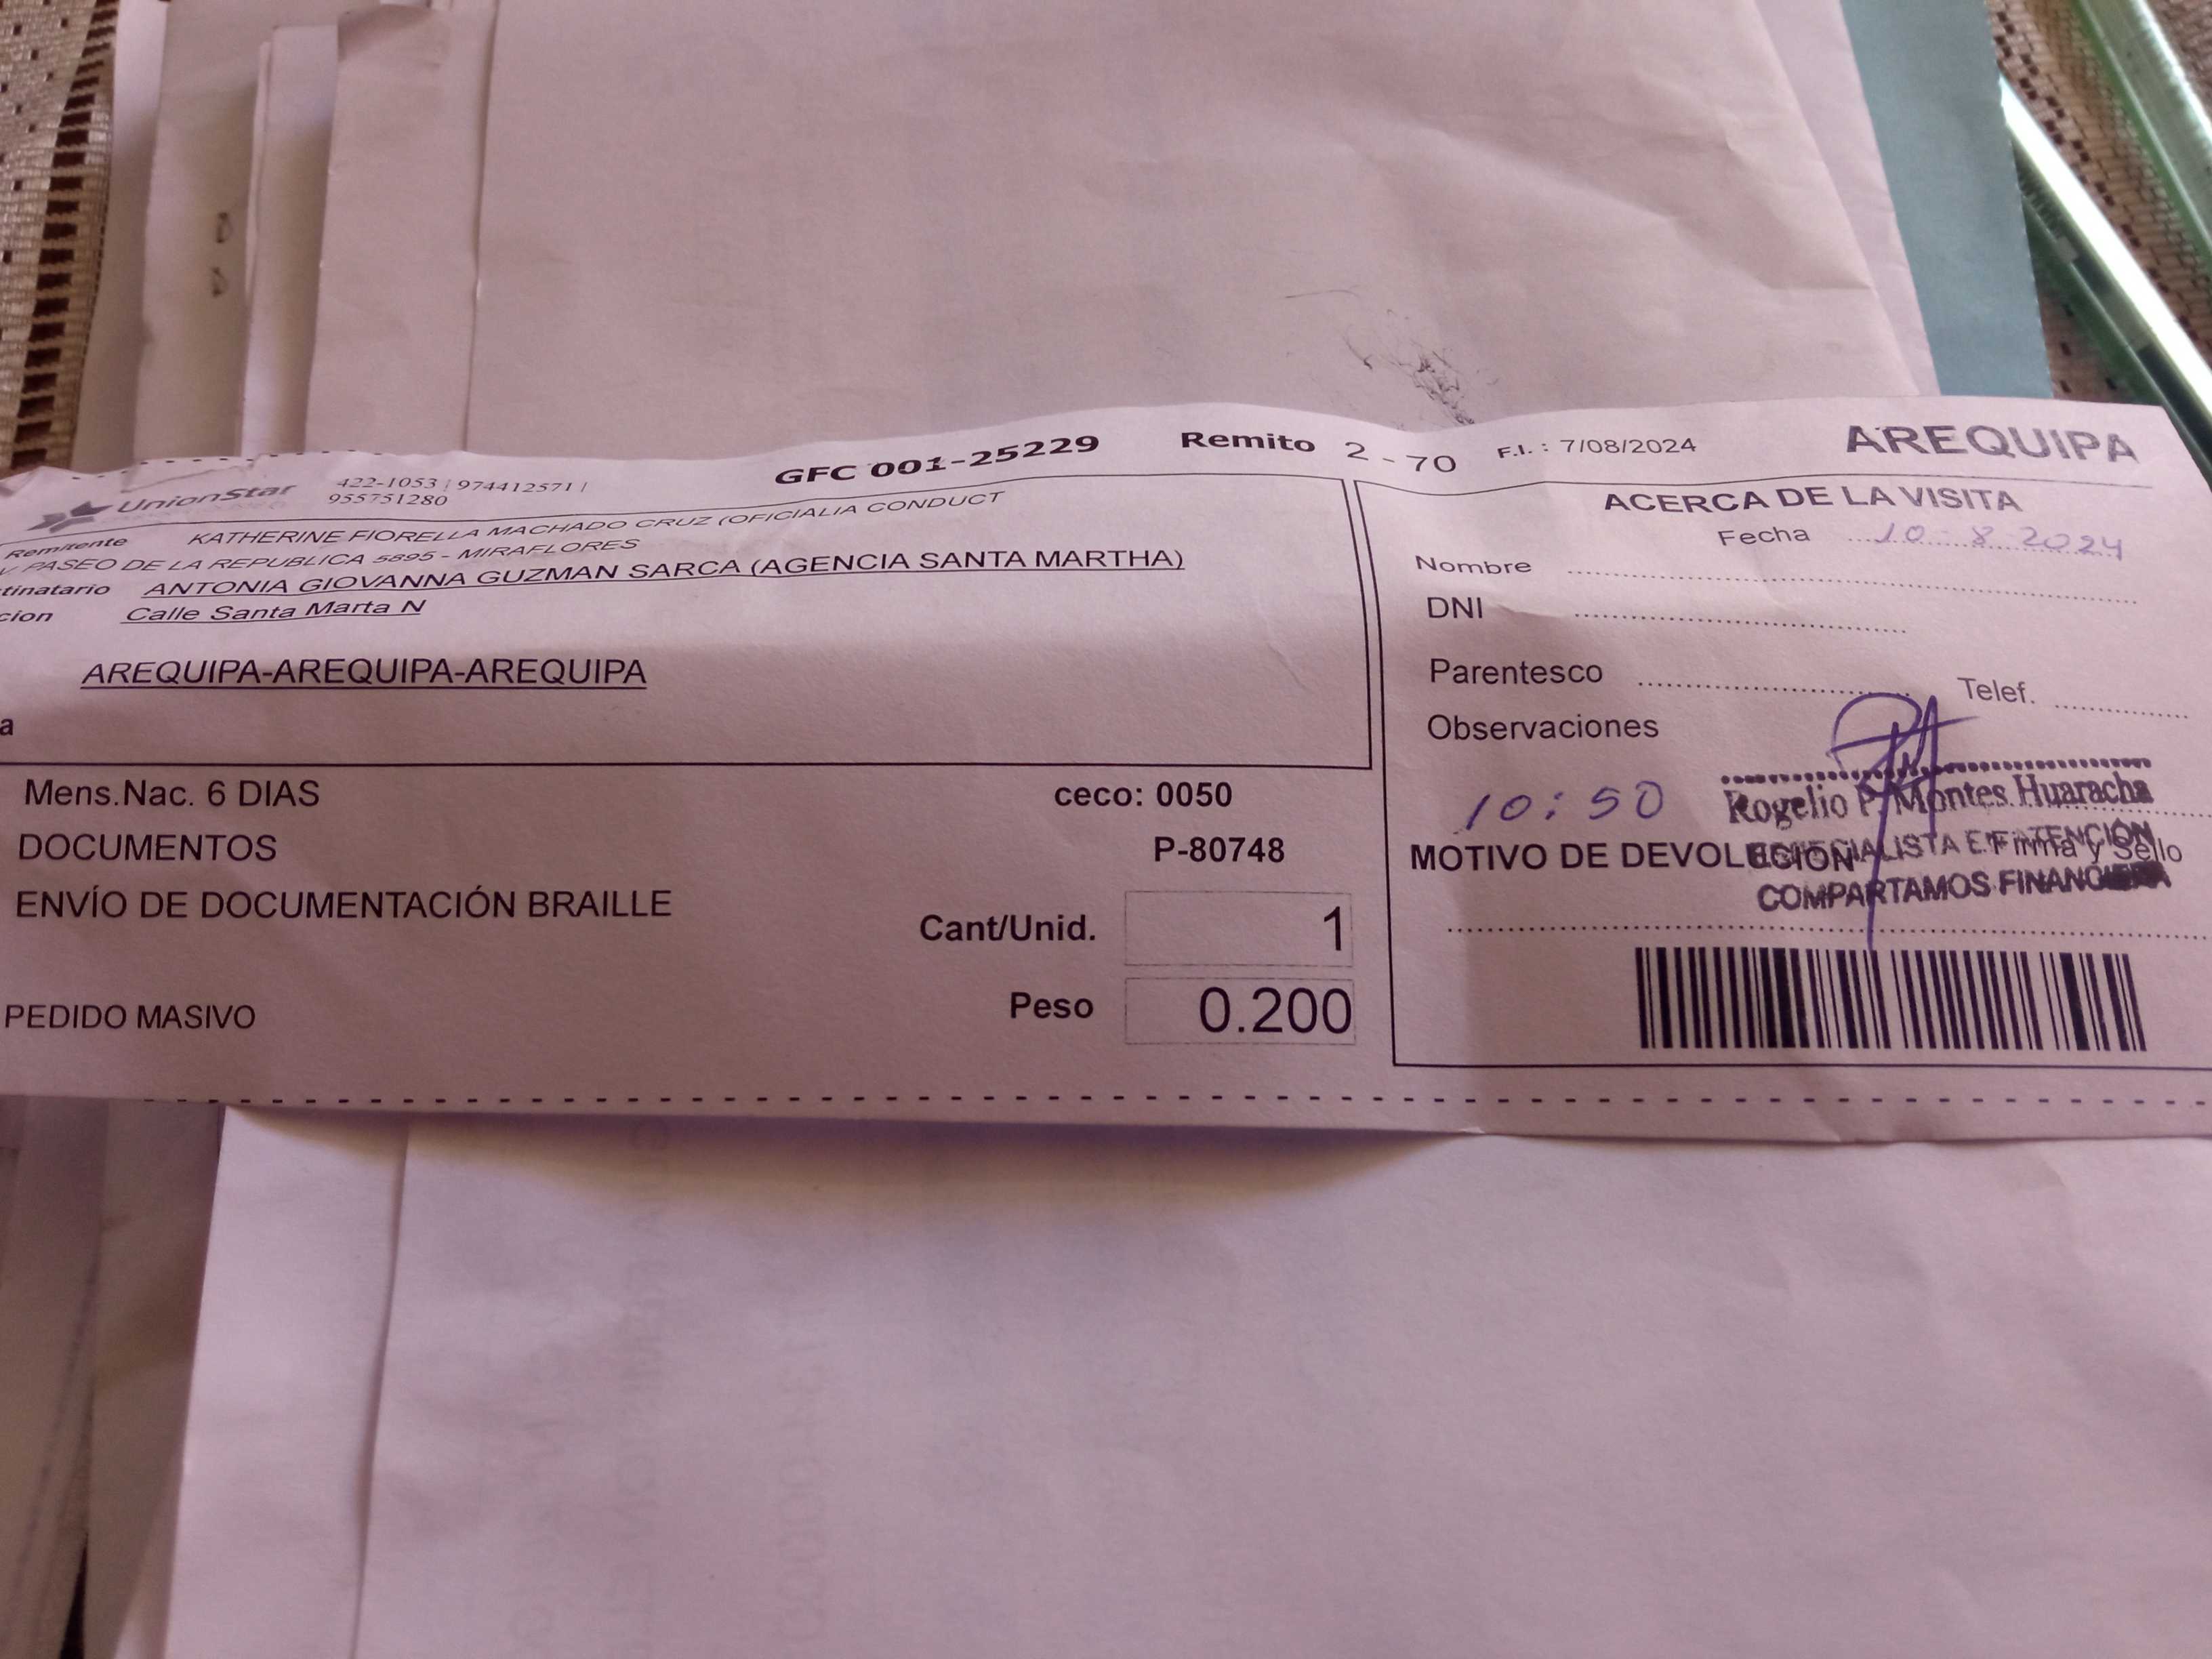 UnionStar 422-1053 | 974412571 |
955751280
GFC 001-25229 Remito 2 - 70 F.I. : 7/08/2024 AREQUIPA
Remitente KATHERINE FIORELLA MACHADO CRUZ (OFICIALIA CONDUCT
PASEO DE LA REPUBLICA 5895 - MIRAFLORES
tinatario ANTONIA GIOVANNA GUZMAN SARCA (AGENCIA SANTA MARTHA)
cion Calle Santa Marta N
AREQUIPA-AREQUIPA-AREQUIPA
a
Mens.Nac. 6 DIAS ceco: 0050
DOCUMENTOS P-80748
ENVÍO DE DOCUMENTACIÓN BRAILLE
Cant/Unid. 1
PEDIDO MASIVO Peso 0.200
ACERCA DE LA VISITA
Fecha 10-8 2024
Nombre
DNI
Parentesco Telef.
Observaciones
10:50 Rogelio P. Montes Huaracha
MOTIVO DE DEVOLUCION ESPECIALISTA EN ATENCIÓN Firma y Sello
COMPARTAMOS FINANCIERA